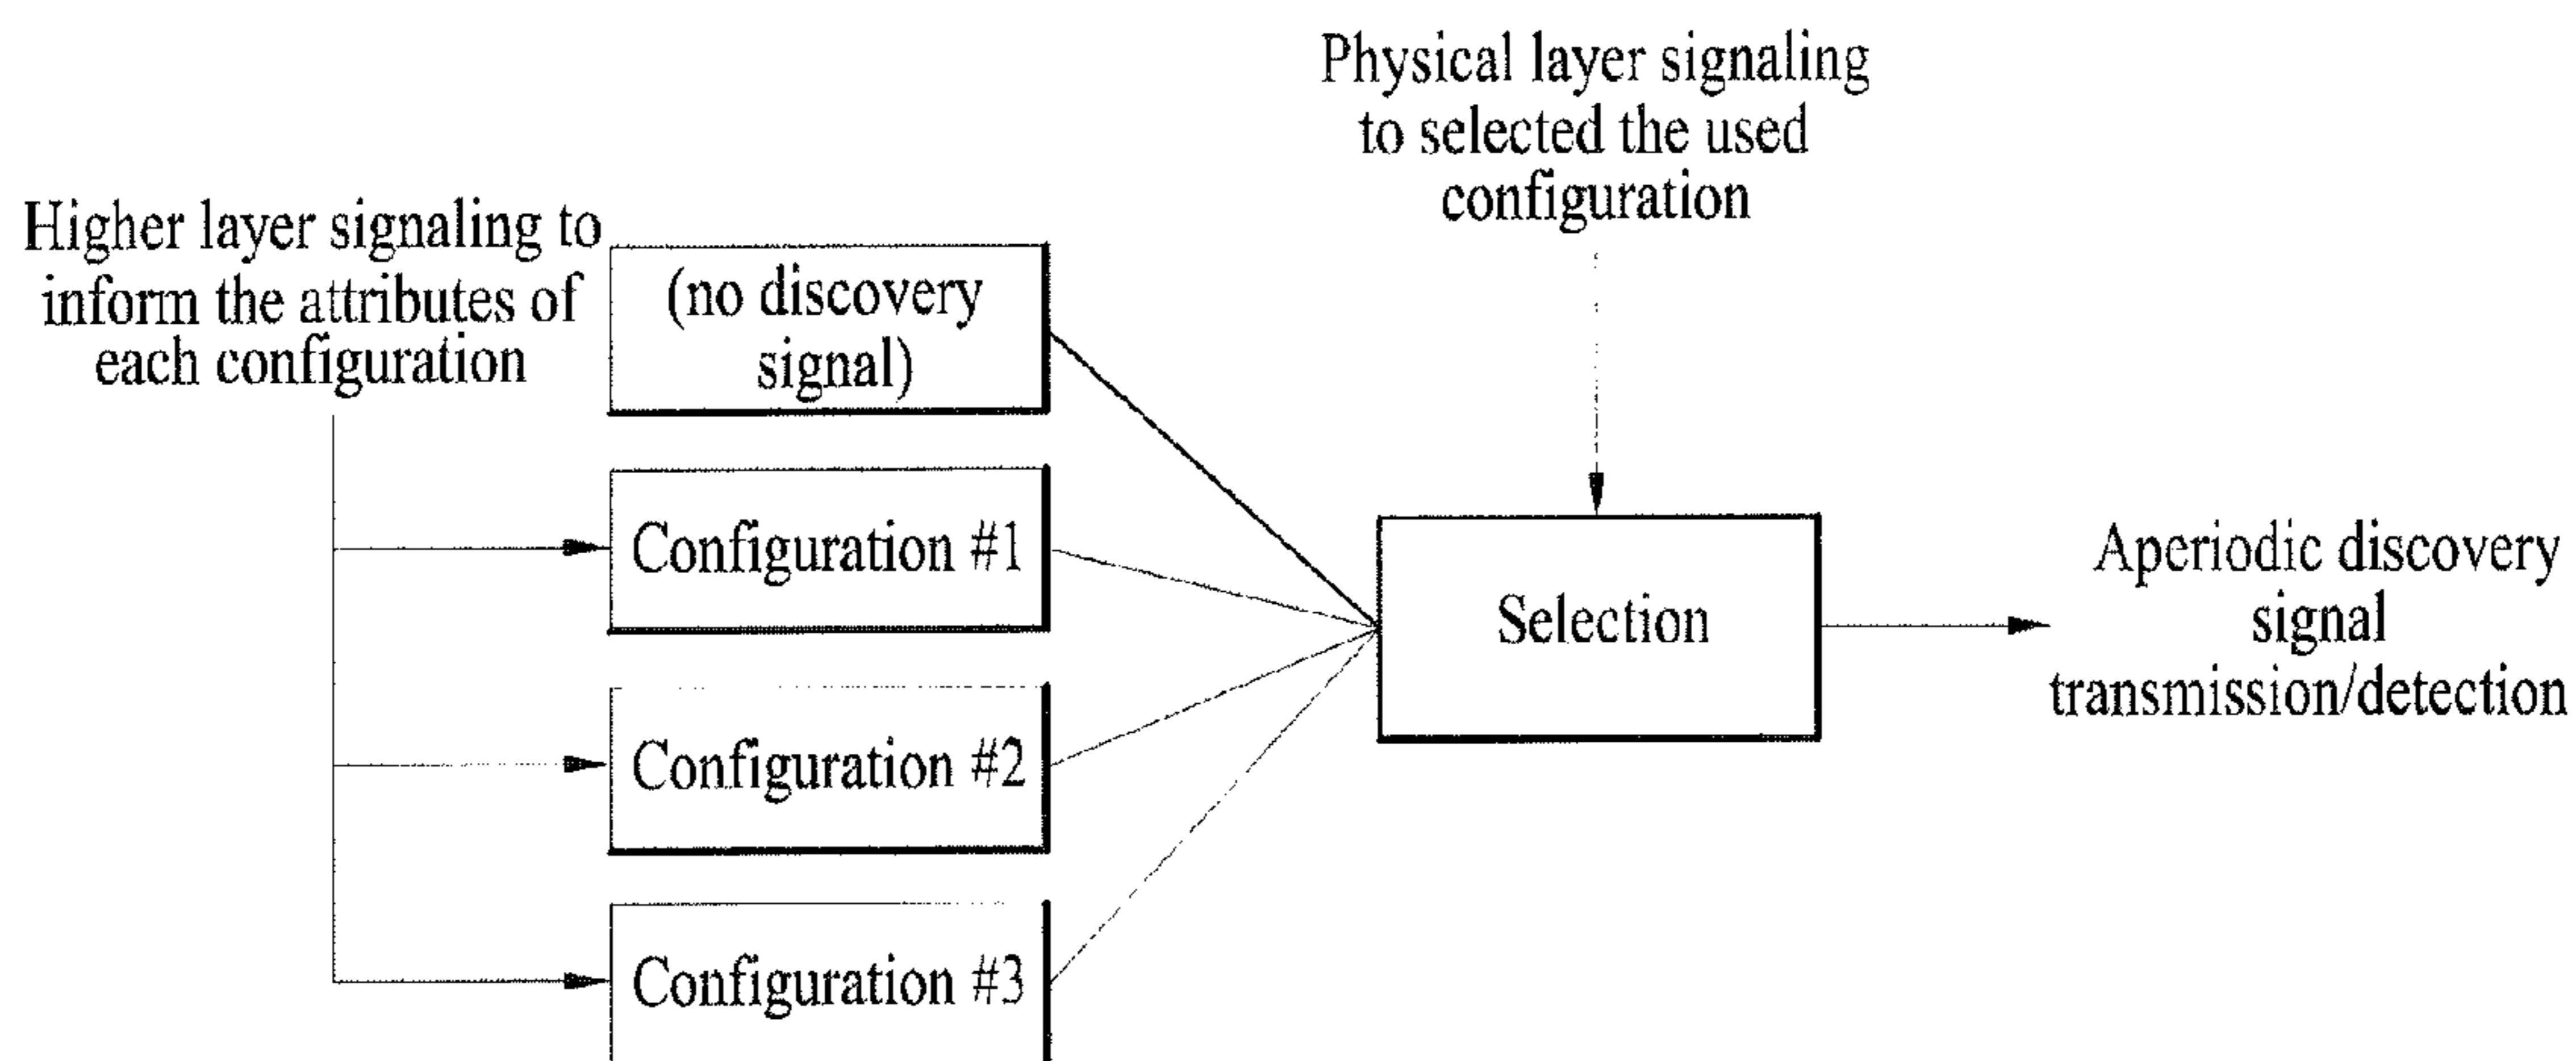 Physical layer signaling
to selected the used
configuration
Higher layer signaling to
inform the attributes of
each configuration
(no discovery
signal)
Configuration #1
Selection
Aperiodic discovery
signal
transmission/detection
Configuration #2
Configuration #3